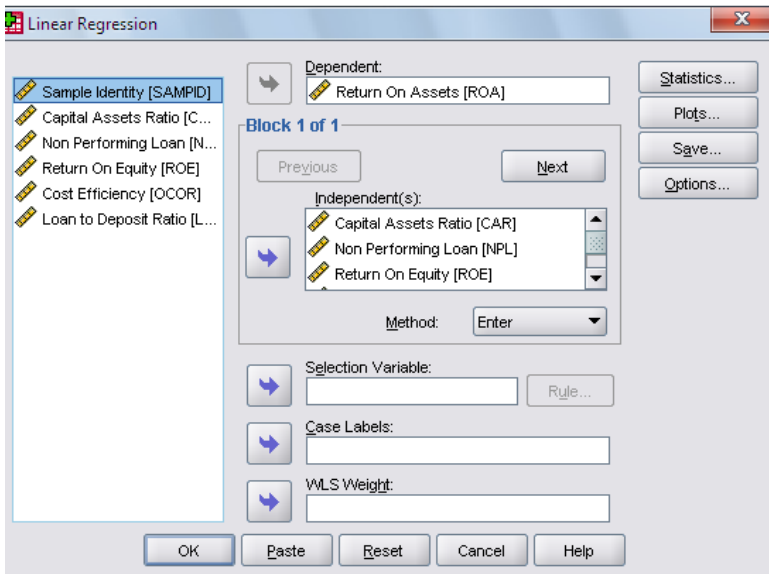 Linear Regression
Sample Identity [SAMPID]
Capital Assets Ratio [C...
Non Performing Loan [N...
Return On Equity [ROE]
Cost Efficiency [OCOR]
Loan to Deposit Ratio [L...
Dependent:
Return On Assets [ROA]
Block 1 of 1
Previous
Next
Independent(s):
Capital Assets Ratio [CAR]
Non Performing Loan [NPL]
Return On Equity [ROE]
Method:
Enter
Selection Variable:
Rule...
Case Labels:
WLS Weight:
Statistics...
Plots...
Save...
Options...
OK
Paste
Reset
Cancel
Help